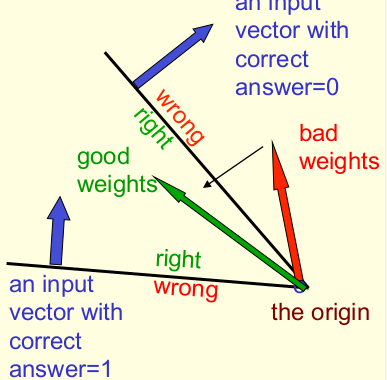 an input
vector with
correct
answer=0
wrong
right
bad
weights
good
weights
right
wrong
an input
vector with
correct
answer=1
the origin